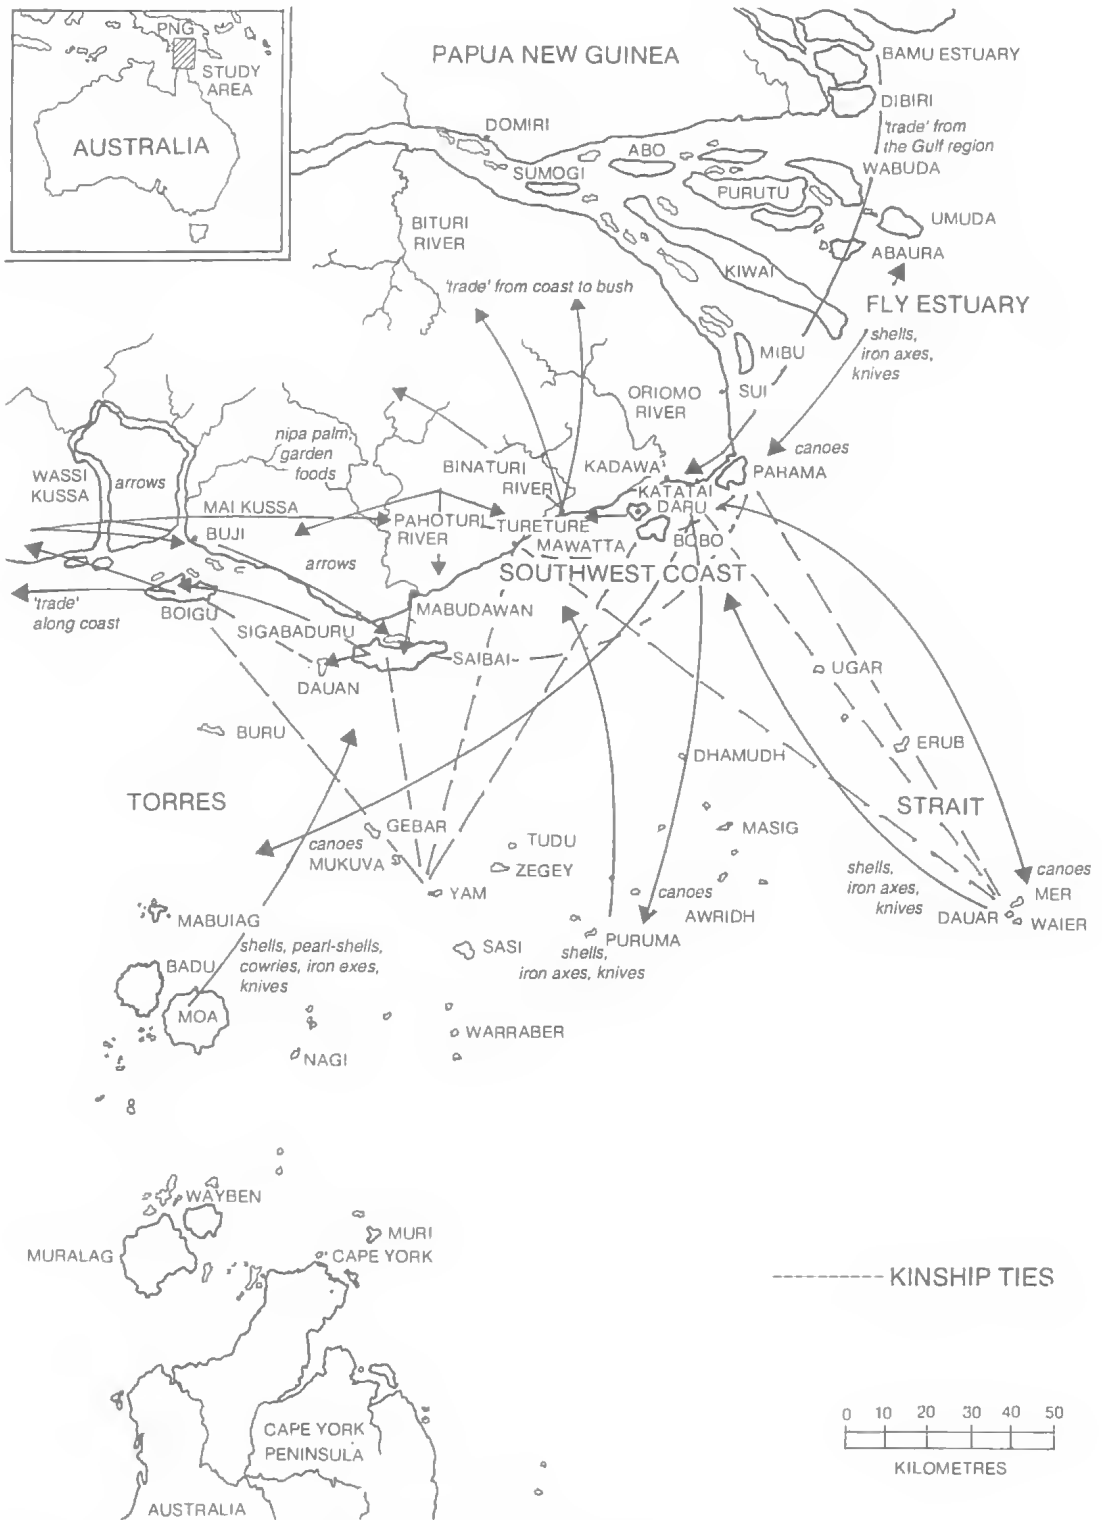 PNG
STUDY
AREA
AUSTRALIA
PAPUA NEW GUINEA
BAMU ESTUARY
DIBIRI
'trade' from
the Gulf region
DOMIRI
ABO
SUMOGI
WABUDA
PURUTU
UMUDA
BITURI
RIVER
ABAURA
KIWAI
'trade' from coast to bush
FLY ESTUARY
shells,
iron axes,
knives
MIBU
SUI
ORIOMO
RIVER
nipa palm,
garden
foods
canoes
BINATURI
RIVER
KADAWA
PAHAMA
WASSI
KUSSA
arrows
KATATAI
DARU
MAI KUSSA
PAHOTURI
RIVER
TURETURE
BUJI
MAWATTA
BOBO
arrows
SOUTHWEST COAST
'trade'
along coast
BOIGU
MABUDAWAN
SIGABADURU
SAIBAI
DAUAN
UGAR
BURU
ERUB
DHAMUDH
TORRES
STRAIT
GEBAR
MASIG
canoes
TUDU
MUKUVA
ZEGEY
shells,
iron axes,
knives
canoes
MER
YAM
canoes
MABUIAG
AWRIDH
DAUAR
WAIER
shells, pearl-shells,
cowries, iron exes,
knives
SASI
PURUMA
shells,
iron axes, knives
BADU
MOA
WARRABER
NAGI
WAYBEN
MURI
MURALAG
CAPE YORK
KINSHIP TIES
0 10 20 30 40 50
KILOMETRES
CAPE YORK
PENINSULA
AUSTRALIA